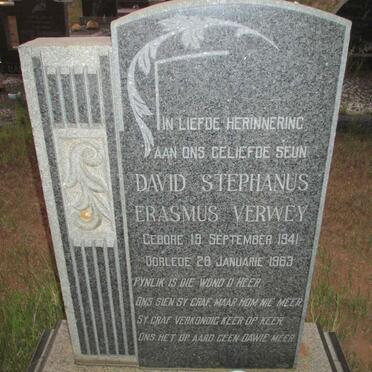 IN LIEFDE HERINNERING
AAN ONS GELIEFDE SEUN
DAVID STEPHANUS
ERASMUS VERWEY
GEBORE 18 SEPTEMBER 1941
OORLEDE 28 JANUARIE 1963
PYNLIK IS DIE WOND O HEER,
ONS SIEN SY GRAF, MAAR HOM NIE MEER,
SY GRAF VERKONDIG KEER OP KEER,
ONS HET OP AARD GEEN DAWIE MEER.